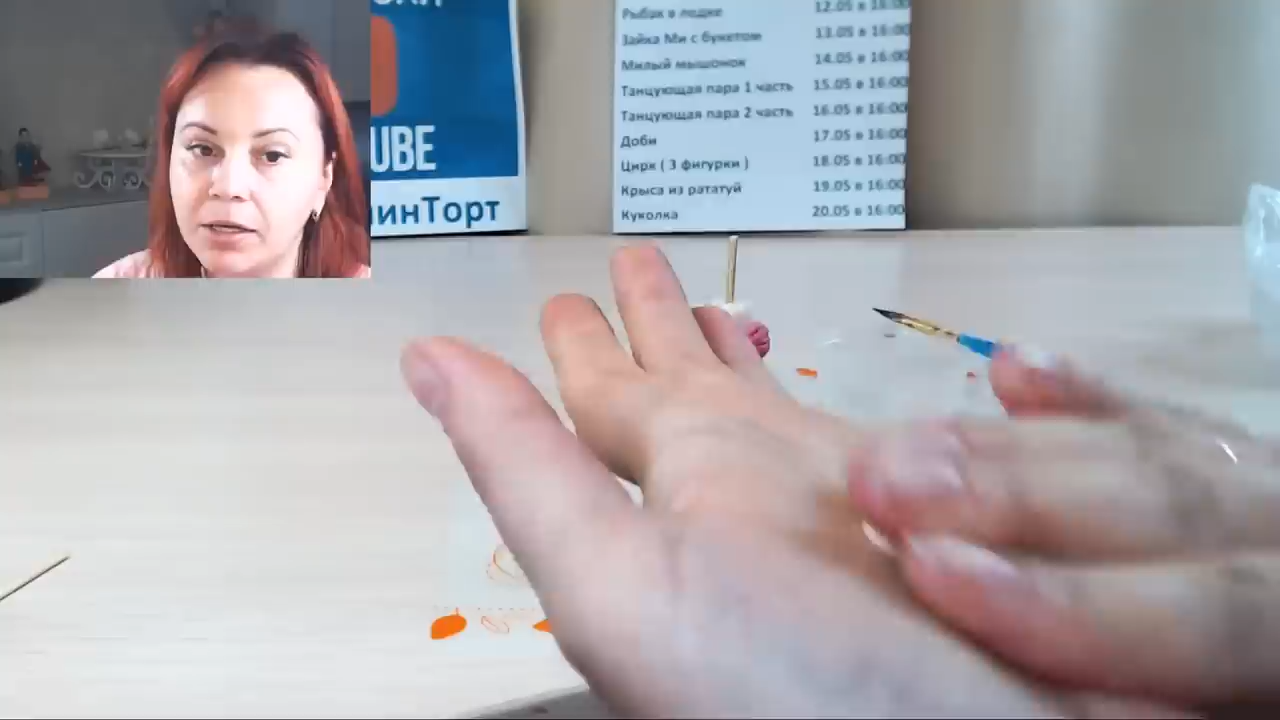 UBE
инТорт
Рыбак в лодке 12.05 в 16:00
Зайка Ми с букетом 13.05 в 16:00
Милый мышонок 14.05 в 16:00
Танцующая пара 1 часть 15.05 в 16:00
Танцующая пара 2 часть 16.05 в 16:00
Доби 17.05 в 16:00
Цирк ( 3 фигурки ) 18.05 в 16:00
Крыса из рататуй 19.05 в 16:00
Куколка 20.05 в 16:00